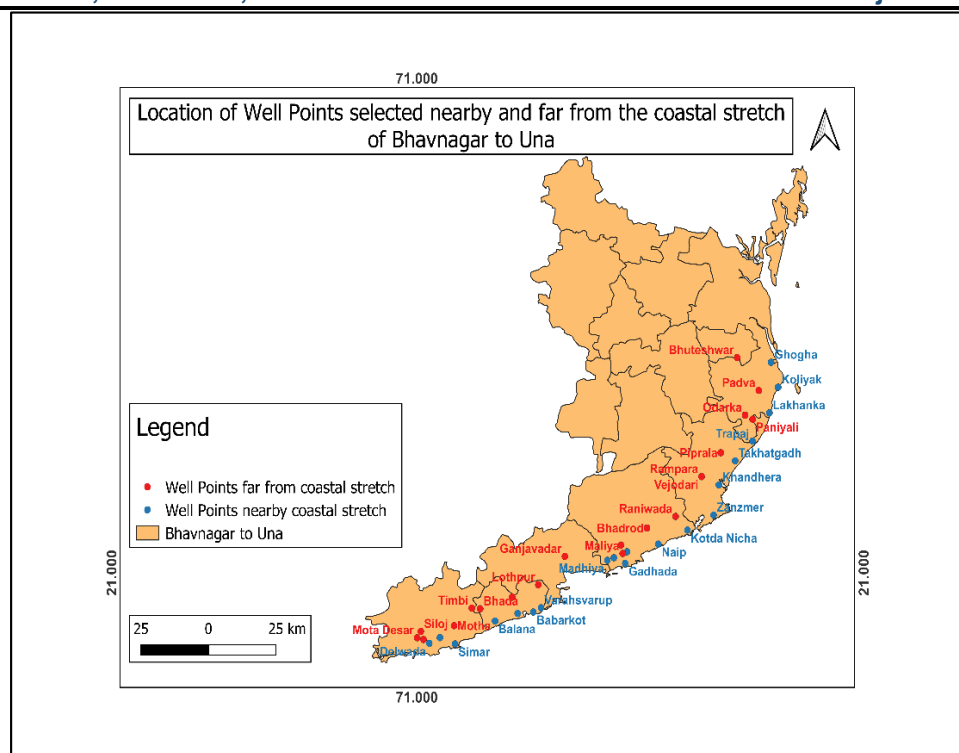 71.000
Location of Well Points selected nearby and far from the coastal stretch
of Bhavnagar to Una
Bhuteshwar
Ghogha
Padva
Koliyak
Odarka
Lakhanka
Paniyali
Trapaj
Piprala
Takhatgadh
Rampara
Vejodari
Khandhera
Raniwada
Zanzmer
Bhadrod
Kotda Nicha
Maliya
Naip
Ganjavadar
Madhiya
Gadhada
Lothpur
Timbi
Bhada
Varahsvarup
Babarkot
Siloj
Motha
Balana
Mota Desar
Delwada
Simar
Legend
Well Points far from coastal stretch
Well Points nearby coastal stretch
Bhavnagar to Una
21.000
21.000
25 0 25 km
71.000